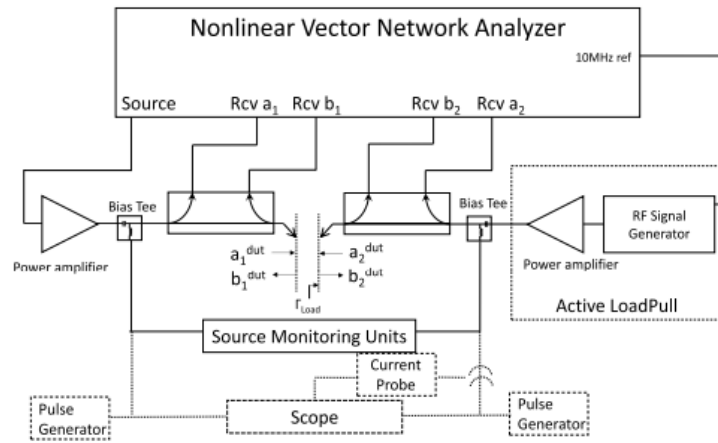 Nonlinear Vector Network Analyzer
10MHz ref
Source Rcv a1 Rcv b1 Rcv b2 Rcv a2
Bias Tee
Bias Tee
RF Signal
Generator
Power amplifier
Power amplifier
a1dut a2dut
b1dut b2dut
ΓLoad
Active LoadPull
Source Monitoring Units
Current
Probe
Pulse
Generator
Scope
Pulse
Generator